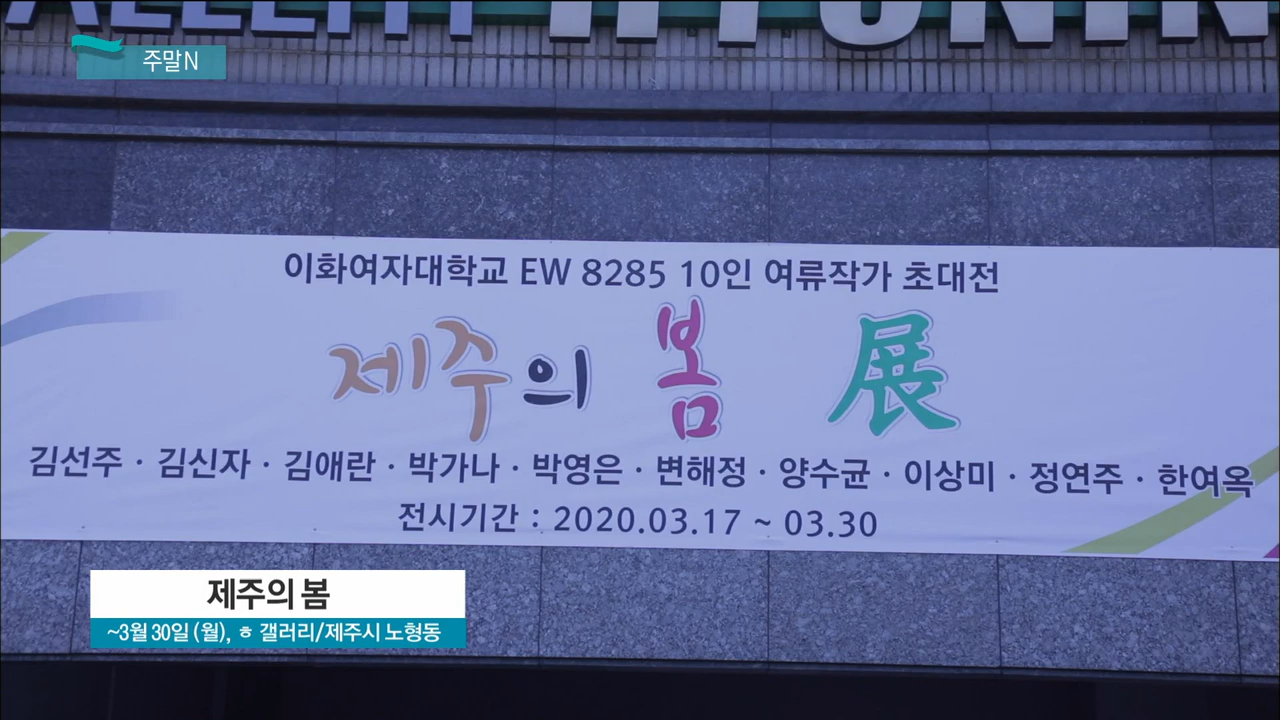 주말N
이화여자대학교 EW 8285 10인 여류작가 초대전
제주의 봄 展
김선주 · 김신자 · 김애란 · 박가나 · 박영은 · 변해정 · 양수균 · 이상미 · 정연주 · 한여옥
전시기간 : 2020.03.17 ~ 03.30
제주의 봄
~3월 30일 (월), ㅎ 갤러리/제주시 노형동